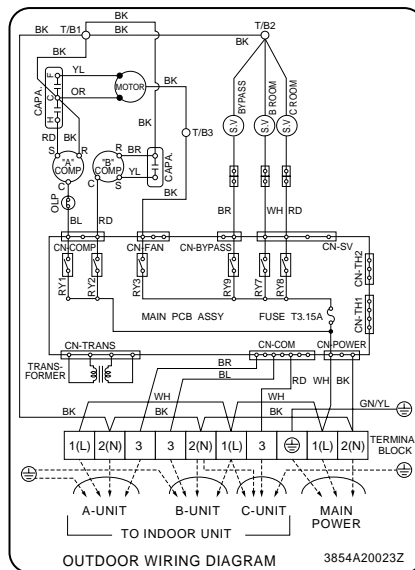 BK T/B1 BK T/B2
BK BK BK
CAPA.
F
C
H
YL
OR
MOTOR
BK
BYPASS
B ROOM
C ROOM
S.V S.V S.V
T/B3
RD BK BK
S R
"A" COMP.
C
R BR
"B" COMP.
C S YL
CAPA.
OLP
BK
BL RD BR WH RD
CN-COMP CN-FAN CN-BYPASS CN-SV
RY1 RY2 RY3 RY9 RY7 RY8
CN-TH2
CN-TH1
MAIN PCB ASSY FUSE T3.15A
CN-TRANS CN-COM CN-POWER
TRANS-
FORMER
BR
BL
RD WH BK
GN/YL
WH WH
BK BK BK
1(L) 2(N) 3 3 2(N) 1(L) 3 1(L) 2(N)
TERMINAL
BLOCK
A-UNIT B-UNIT C-UNIT MAIN
POWER
TO INDOOR UNIT
OUTDOOR WIRING DIAGRAM 3854A20023Z